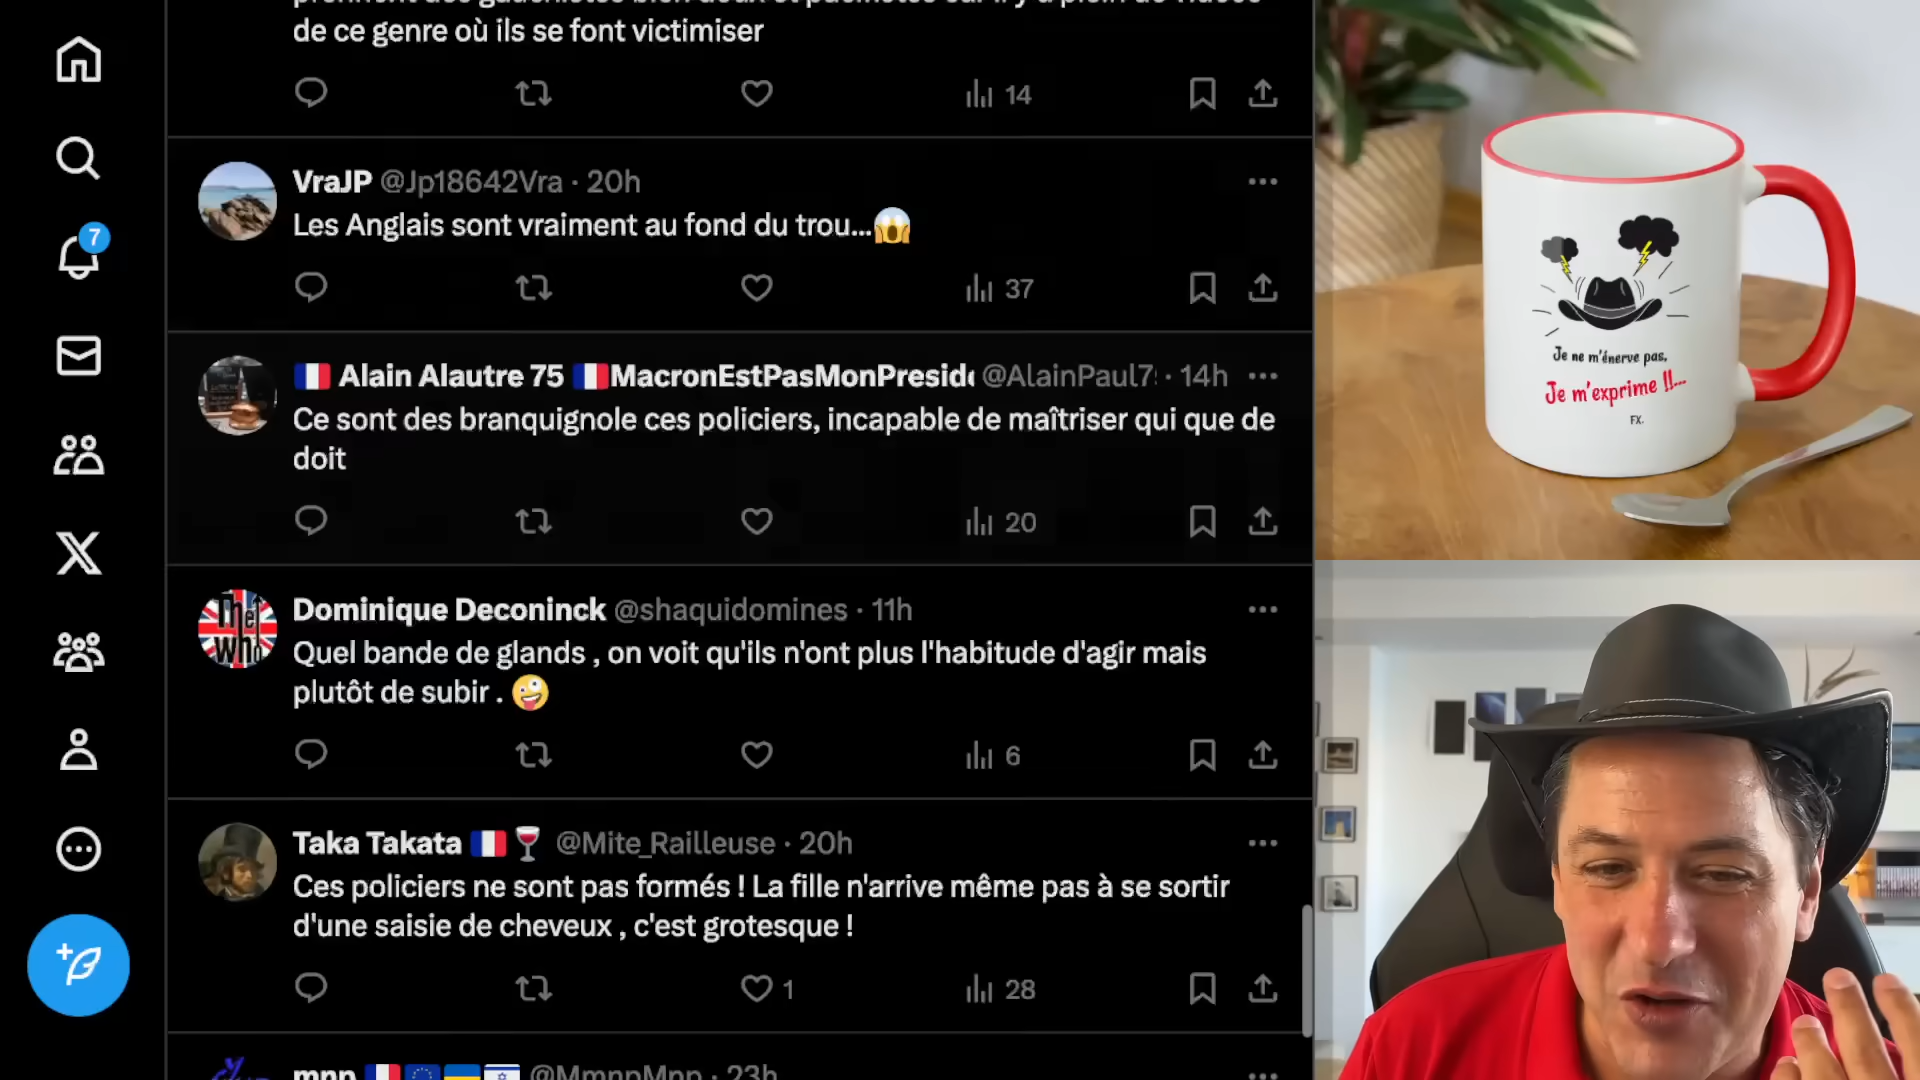 de ce genre où ils se font victimiser
14
VraJP @Jp18642Vra · 20h
Les Anglais sont vraiment au fond du trou...😱
37
7
🇫🇷 Alain Alautre 75 🇫🇷MacronEstPasMonPresid @AlainPaul7 · 14h
Ce sont des branquignole ces policiers, incapable de maîtriser qui que de
doit
20
Dominique Deconinck @shaquidomines · 11h
Quel bande de glands , on voit qu'ils n'ont plus l'habitude d'agir mais
plutôt de subir . 🤪
6
The
Who
Taka Takata 🇫🇷🍷 @Mite_Railleuse · 20h
Ces policiers ne sont pas formés ! La fille n'arrive même pas à se sortir
d'une saisie de cheveux , c'est grotesque !
1
28
mnp 🇫🇷🇪🇺🇺🇦🇮🇱 @MmnpMnp · 23h
Je ne m'énerve pas,
Je m'exprime !!...
FX.